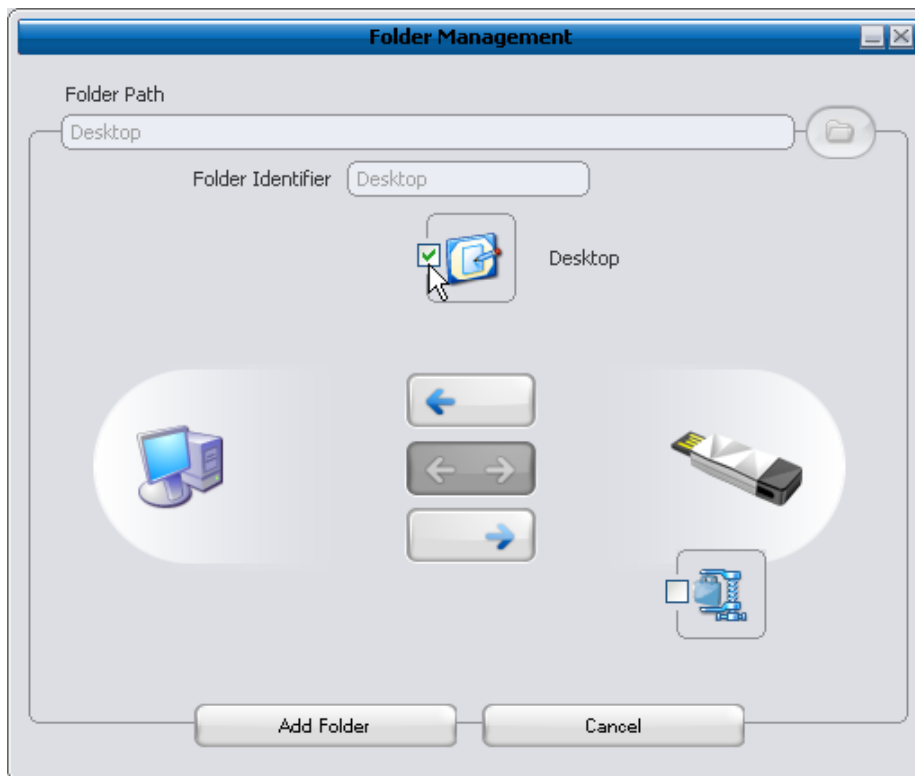 Folder Management
Folder Path
Desktop
Folder Identifier Desktop
Desktop
Add Folder Cancel